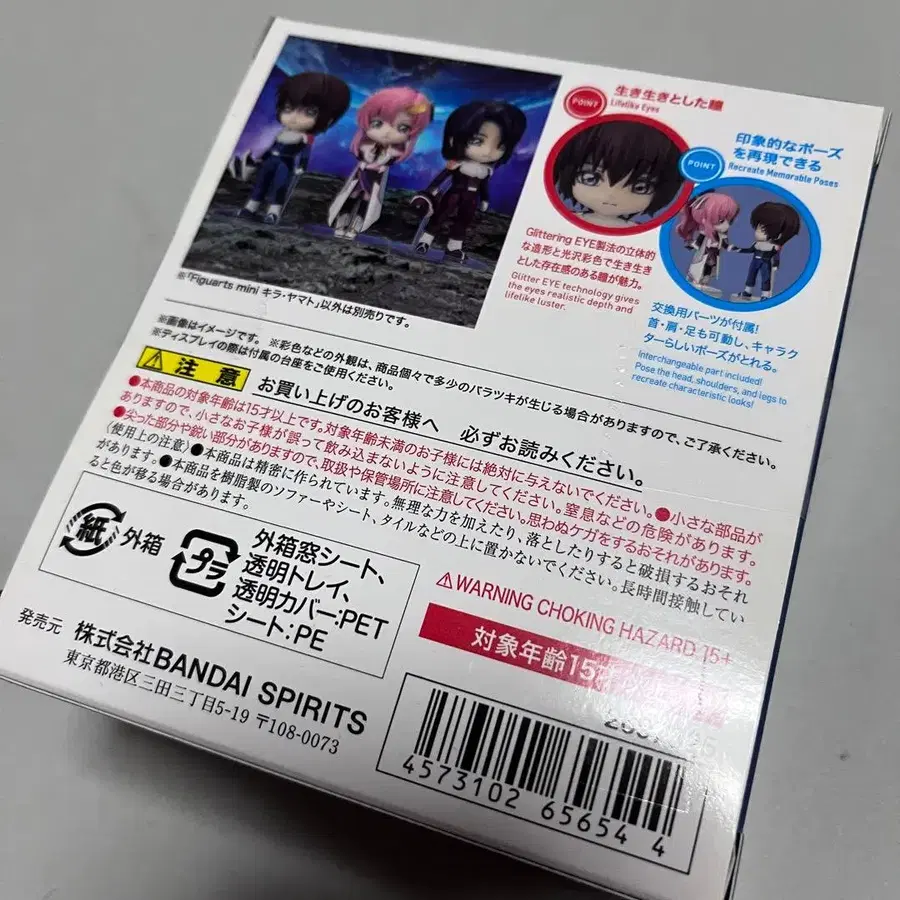 POINT
生き生きとした瞳
Lifelike Eyes
Glittering EYE製法の立体的
な造形と光沢彩色で生き生き
とした存在感のある瞳が魅力。
Glitter EYE technology gives
the eyes realistic depth and
lifelike luster.
POINT
印象的なポーズ
を再現できる
Recreate Memorable Poses
交換用パーツが付属!
首・肩・足も可動し、キャラク
ターらしいポーズがとれる。
Interchangeable part included!
Pose the head, shoulders, and legs to
recreate characteristic looks!
※「Figuarts mini キラ・ヤマト」以外は別売りです。
※画像はイメージです。 ※彩色などの外観は、商品個々で多少のバラツキが生じる場合がありますので、ご了承ください。
※ディスプレイの際は付属の台座をご使用ください。
注意 お買い上げのお客様へ 必ずお読みください。
●本商品の対象年齢は15才以上です。対象年齢未満のお子様には絶対に与えないでください。●小さな部品が
ありますので、小さなお子様が誤って飲み込まないように注意してください。窒息などの危険があります。
●尖った部分や鋭い部分がありますので、取扱や保管場所に注意してください。思わぬケガをするおそれがあります。
〈使用上の注意〉●本商品は精密に作られています。無理な力を加えたり、落としたりすると破損するおそれ
があります。●本商品を樹脂製のソファーやシート、タイルなどの上に置かないでください。長時間接触してい
ると色が移る場合があります。
紙 外箱
プラ
外箱窓シート、
透明トレイ、
透明カバー:PET
シート:PE
⚠WARNING CHOKING HAZARD 15+
対象年齢15
発売元 株式会社BANDAI SPIRITS
東京都港区三田三丁目5-19 〒108-0073
4573102 65654 4